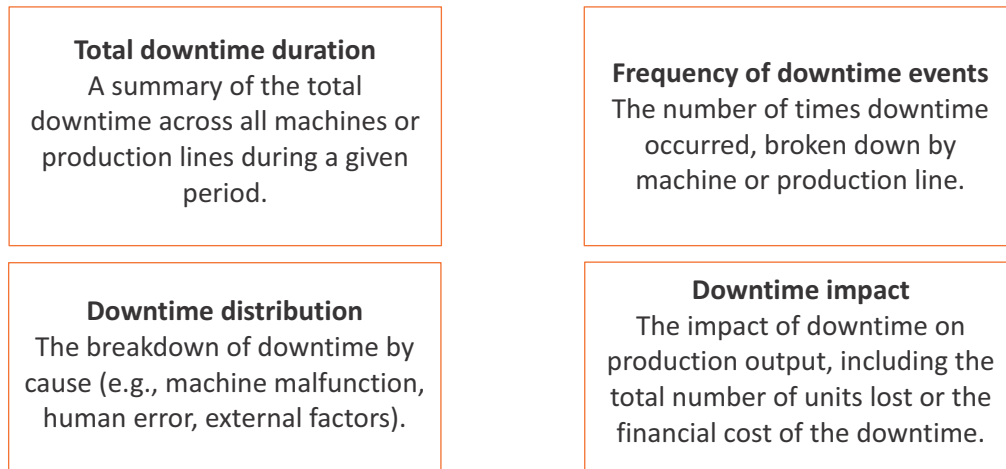 Total downtime duration
A summary of the total
downtime across all machines or
production lines during a given
period.
Frequency of downtime events
The number of times downtime
occurred, broken down by
machine or production line.
Downtime distribution
The breakdown of downtime by
cause (e.g., machine malfunction,
human error, external factors).
Downtime impact
The impact of downtime on
production output, including the
total number of units lost or the
financial cost of the downtime.